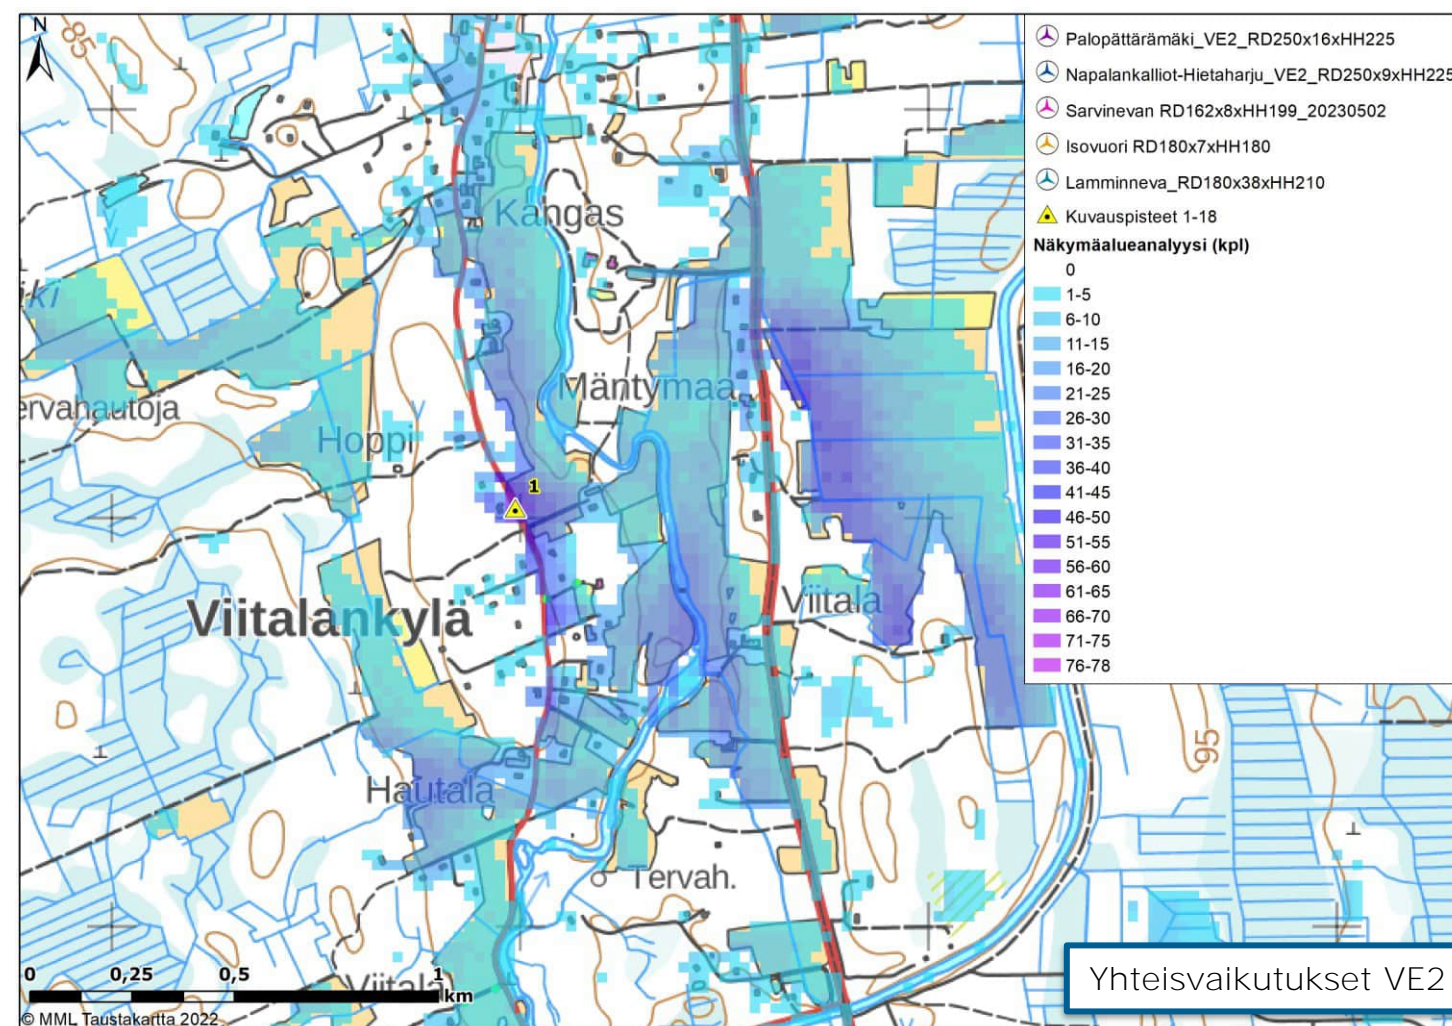 N
85
Palopättärämäki_VE2_RD250x16xHH225
Napalankalliot-Hietaharju_VE2_RD250x9xHH225
Sarvinevan RD162x8xHH199_20230502
Isovuori RD180x7xHH180
Lamminneva_RD180x38xHH210
Kuvauspisteet 1-18
Näkymäalueanalyysi (kpl)
0
1-5
6-10
11-15
16-20
21-25
26-30
31-35
36-40
41-45
46-50
51-55
56-60
61-65
66-70
71-75
76-78
Kangas
iki
Mäntymaa
ervahautoja
Hoppi
1
Viitalankylä
Viitala
Hautala
95
Tervah.
Viitala
0 0,25 0,5 1
km
© MML Taustakartta 2022
Yhteisvaikutukset VE2